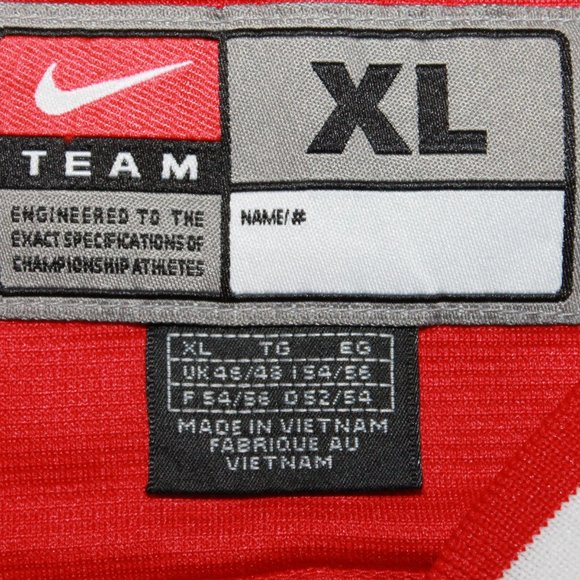 TEAM
ENGINEERED TO THE
EXACT SPECIFICATIONS OF
CHAMPIONSHIP ATHLETES
XL
NAME/#
XL TG EG
UK 46/48 I 54/56
F 54/56 D 52/54
MADE IN VIETNAM
FABRIQUE AU
VIETNAM